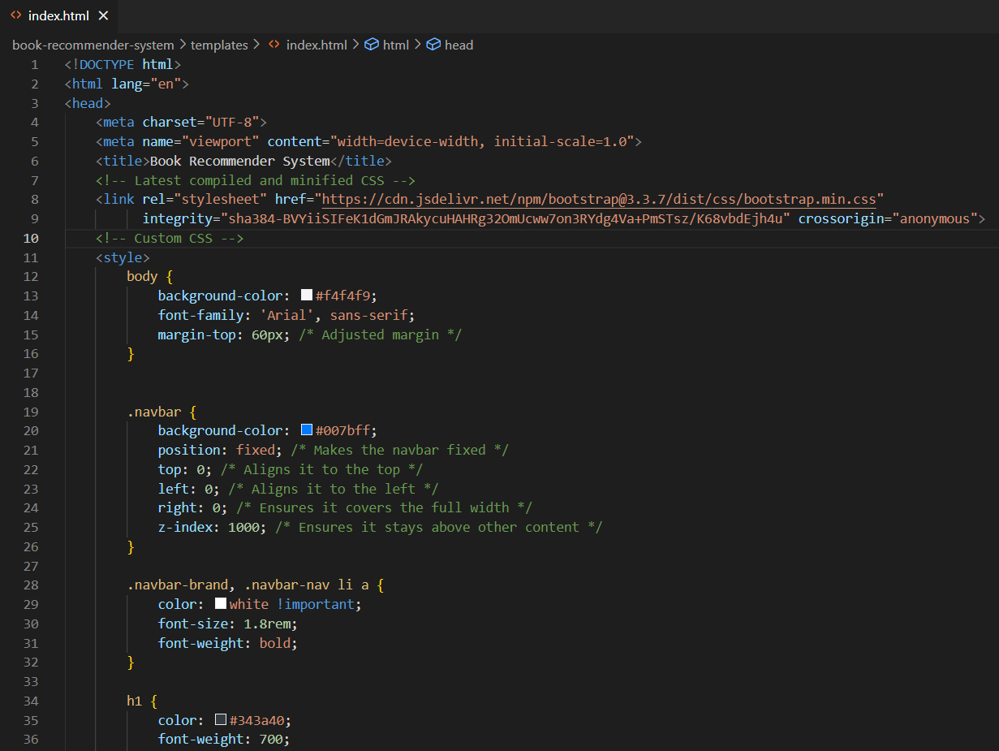 index.html
book-recommender-system > templates > index.html > html > head
1 <!DOCTYPE html>
2 <html lang="en">
3 <head>
4     <meta charset="UTF-8">
5     <meta name="viewport" content="width=device-width, initial-scale=1.0">
6     <title>Book Recommender System</title>
7     <!-- Latest compiled and minified CSS -->
8     <link rel="stylesheet" href="https://cdn.jsdelivr.net/npm/bootstrap@3.3.7/dist/css/bootstrap.min.css"
9           integrity="sha384-BVYiiSIFeK1dGmJRAkycuHAHRg32OmUcww7on3RYdg4Va+PmSTsz/K68vbdEjh4u" crossorigin="anonymous">
10     <!-- Custom CSS -->
11     <style>
12         body {
13             background-color: #f4f4f9;
14             font-family: 'Arial', sans-serif;
15             margin-top: 60px; /* Adjusted margin */
16         }
17
18
19         .navbar {
20             background-color: #007bff;
21             position: fixed; /* Makes the navbar fixed */
22             top: 0; /* Aligns it to the top */
23             left: 0; /* Aligns it to the left */
24             right: 0; /* Ensures it covers the full width */
25             z-index: 1000; /* Ensures it stays above other content */
26         }
27
28         .navbar-brand, .navbar-nav li a {
29             color: white !important;
30             font-size: 1.8rem;
31             font-weight: bold;
32         }
33
34         h1 {
35             color: #343a40;
36             font-weight: 700;